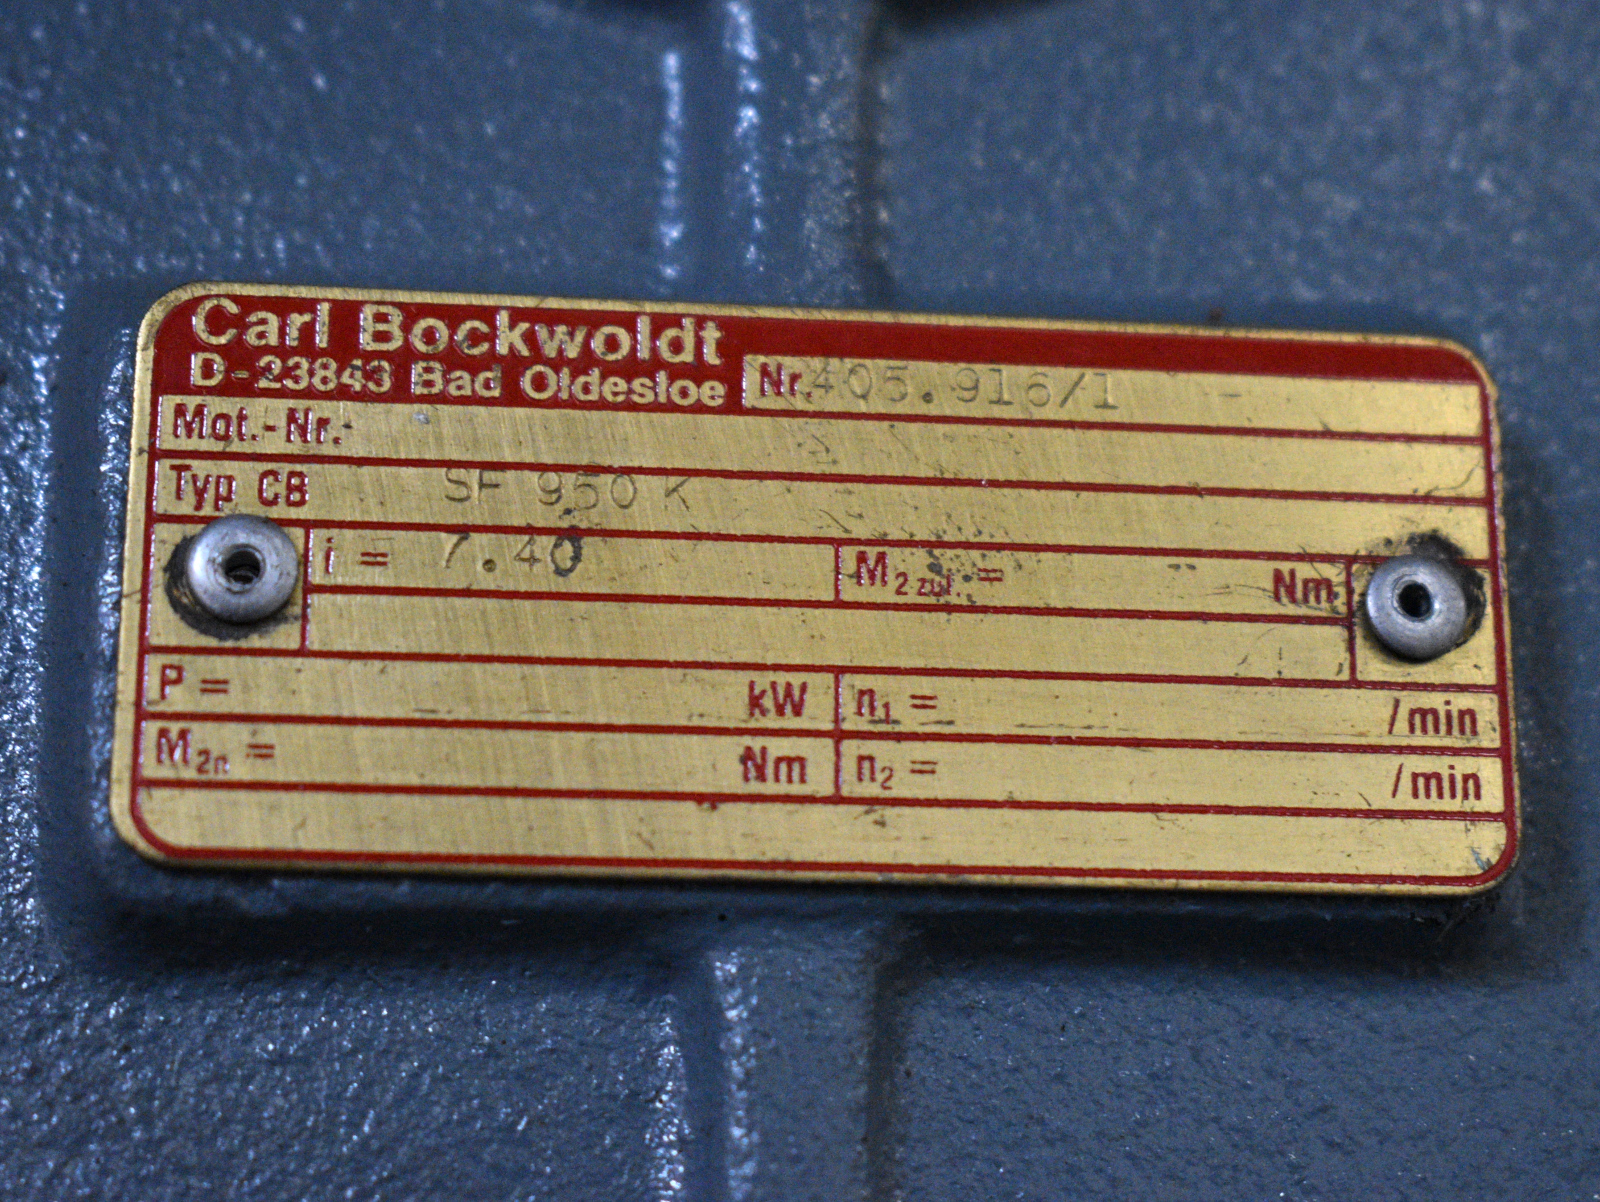 Carl Bockwoldt
D-23843 Bad Oldesloe Nr. 405.916/1
Mot.-Nr.
Typ CB SF 950 K
i = 7.40 M2 zul. = Nm
P = kW n1 = /min
M2n = Nm n2 = /min